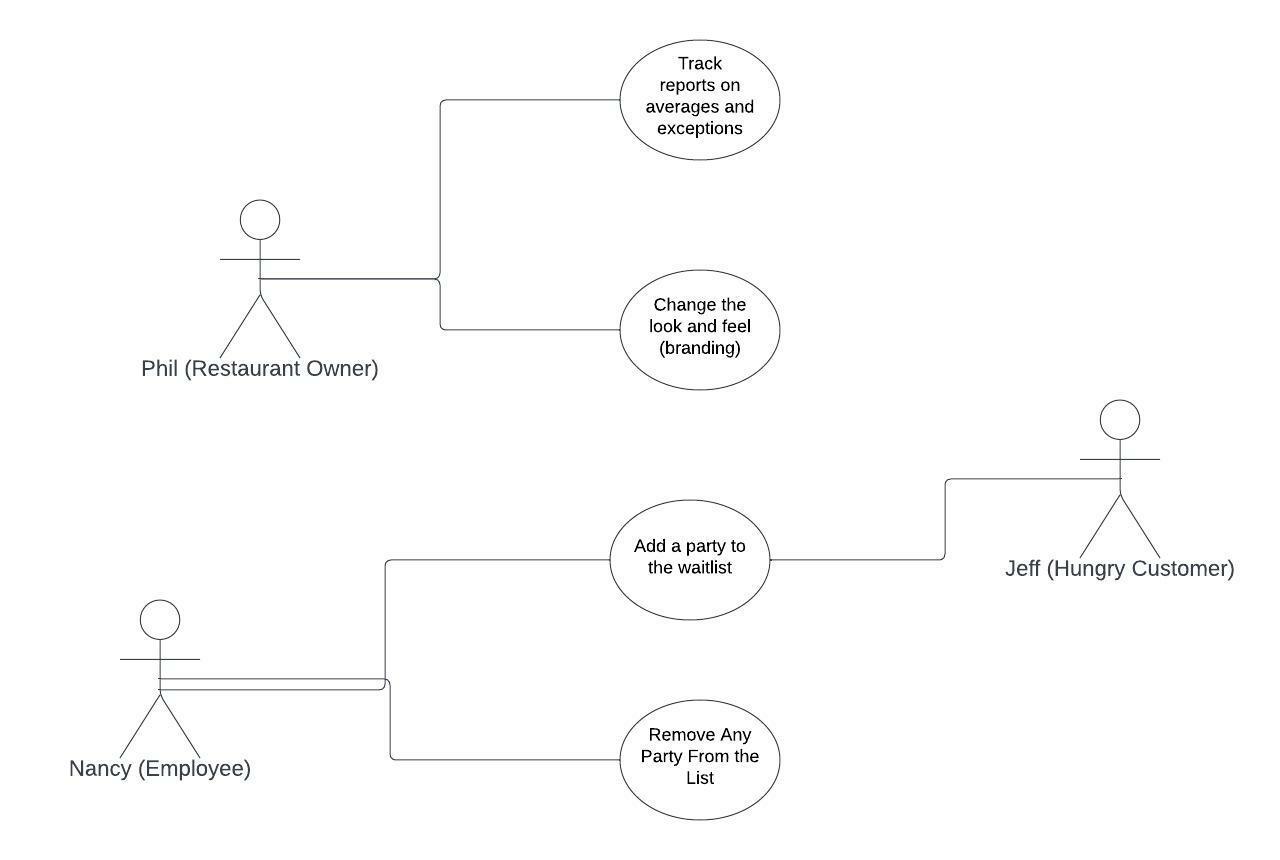 Track
reports on
averages and
exceptions
Phil (Restaurant Owner)
Change the
look and feel
(branding)
Add a party to
the waitlist
Jeff (Hungry Customer)
Nancy (Employee)
Remove Any
Party From the
List